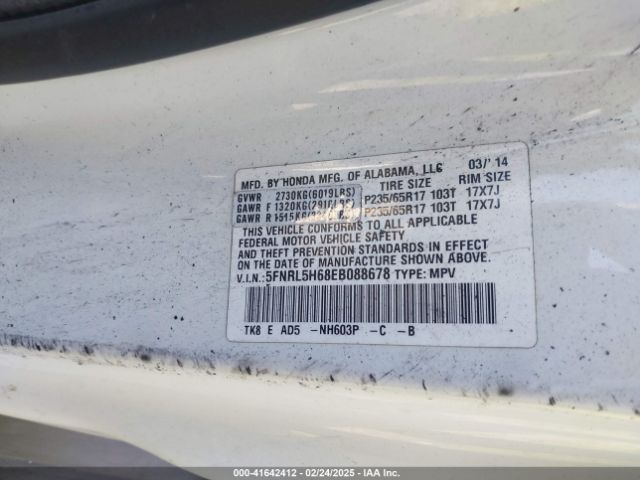 MFD. BY HONDA MFG. OF ALABAMA, LLC 03/'14
TIRE SIZE RIM SIZE
GVWR 2730KG(6019LBS)
GAWR F 1320KG P235/65R17 103T 17X7J
GAWR R 1515KG P235/65R17 103T 17X7J
THIS VEHICLE CONFORMS TO ALL APPLICABLE
FEDERAL MOTOR VEHICLE SAFETY
AND THEFT PREVENTION STANDARDS IN EFFECT
ON THE DATE OF MANUFACTURE SHOWN ABOVE.
V.I.N.: 5FNRL5H68EB088678 TYPE: MPV
TK8 E AD5 -NH603P -C -B
000-41642412 - 02/24/2025 - IAA Inc.